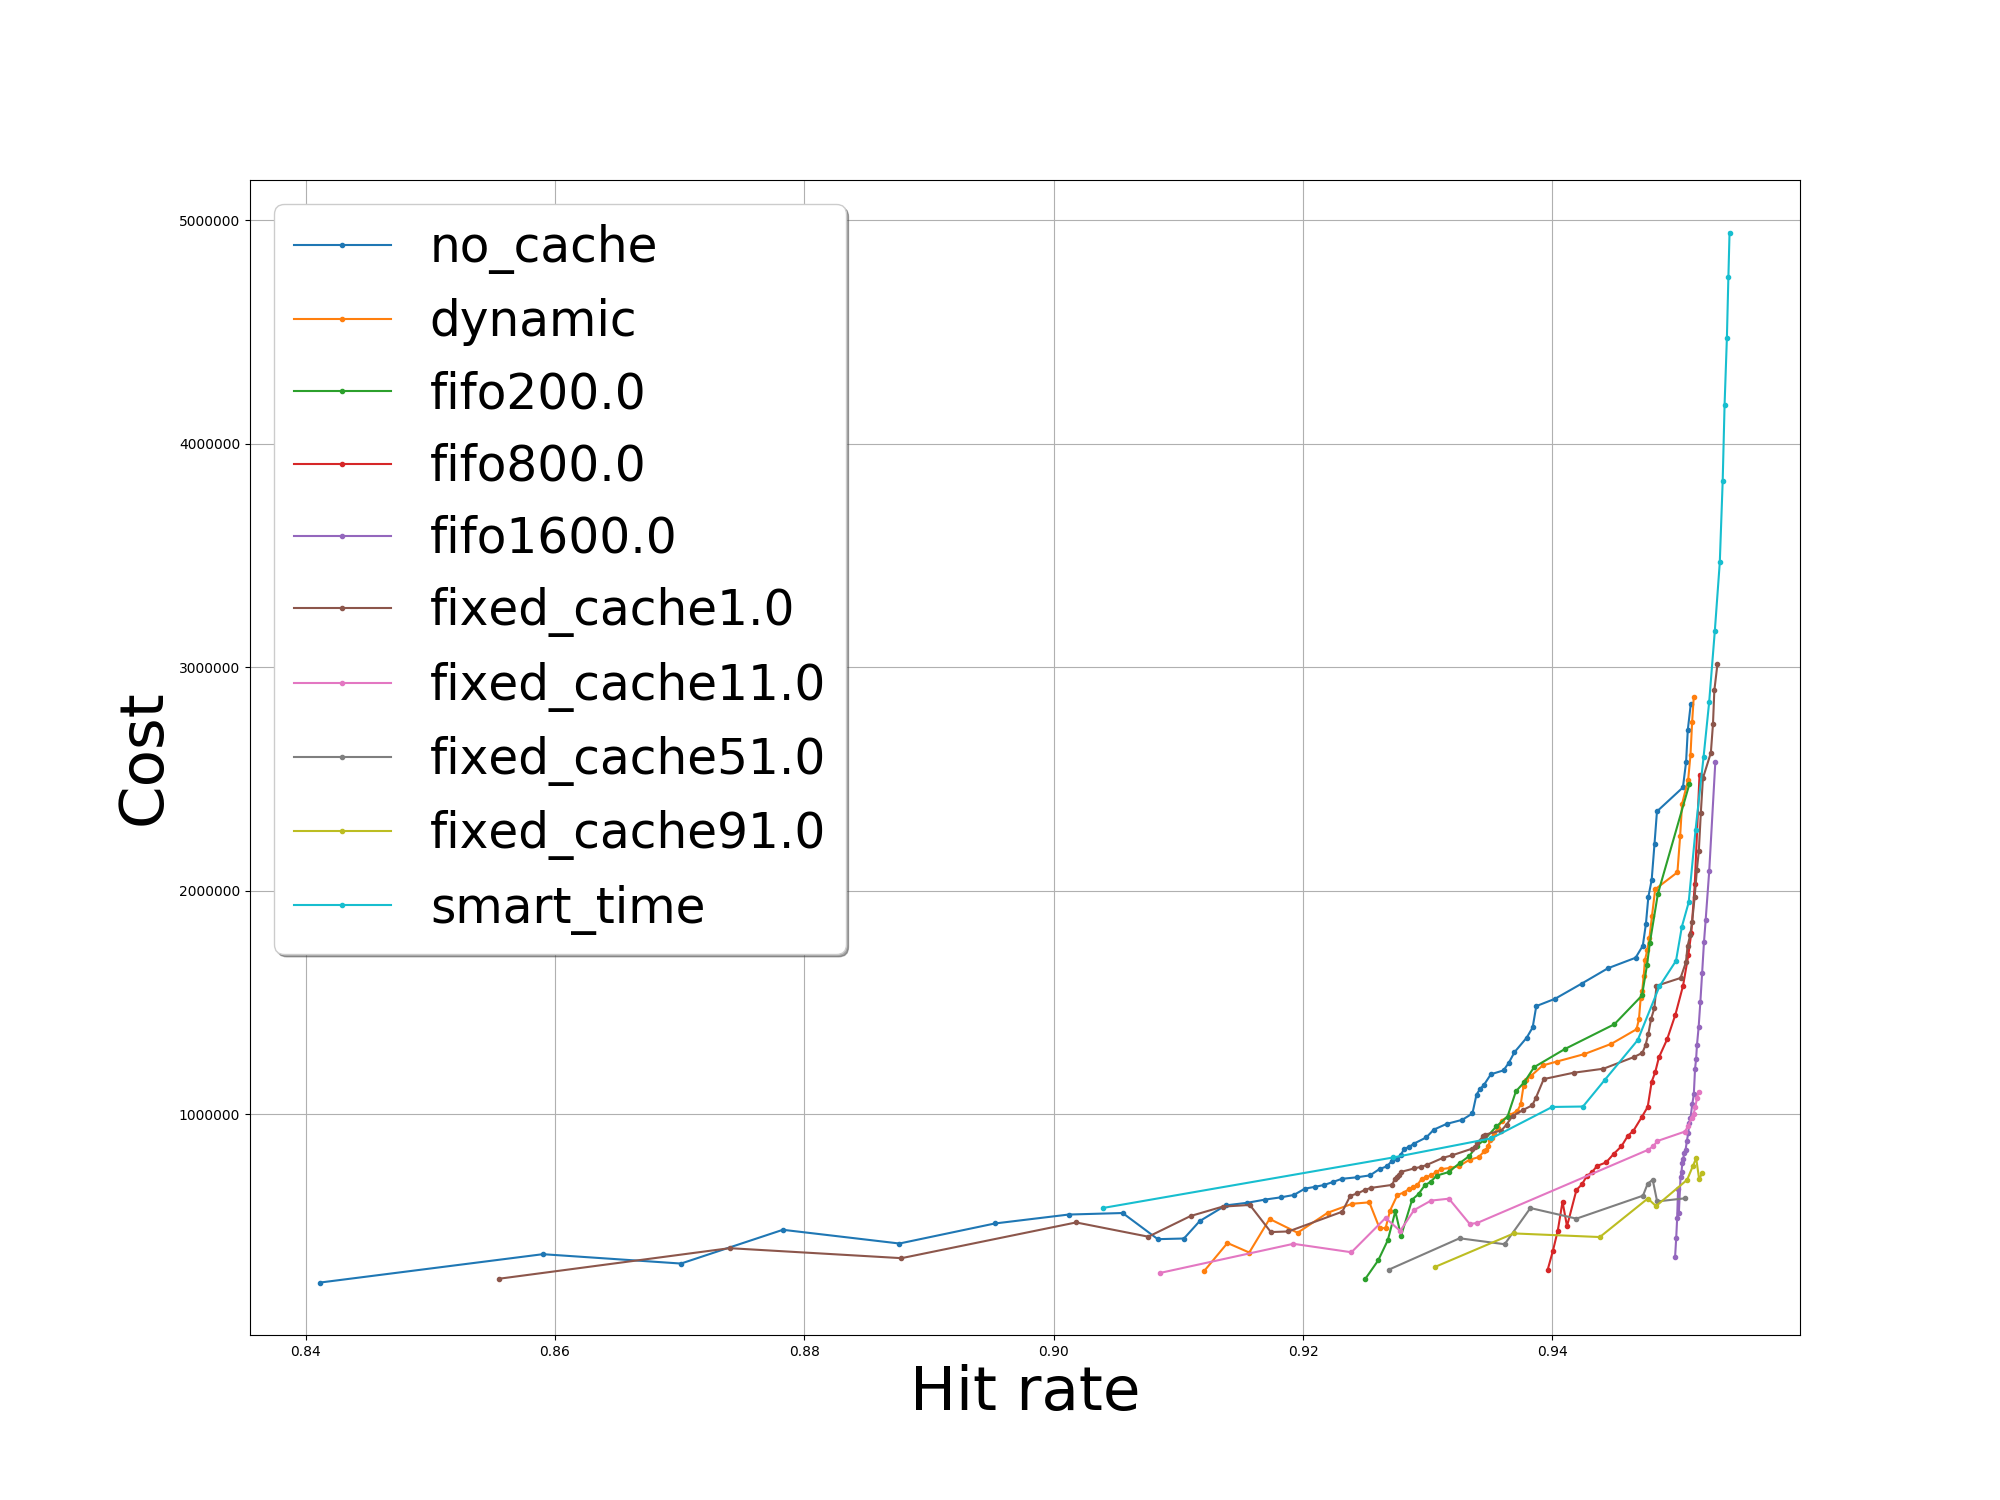 5000000
4000000
3000000
2000000
1000000
Cost
no_cache
dynamic
fifo200.0
fifo800.0
fifo1600.0
fixed_cache1.0
fixed_cache11.0
fixed_cache51.0
fixed_cache91.0
smart_time
0.84 0.86 0.88 0.90 0.92 0.94
Hit rate